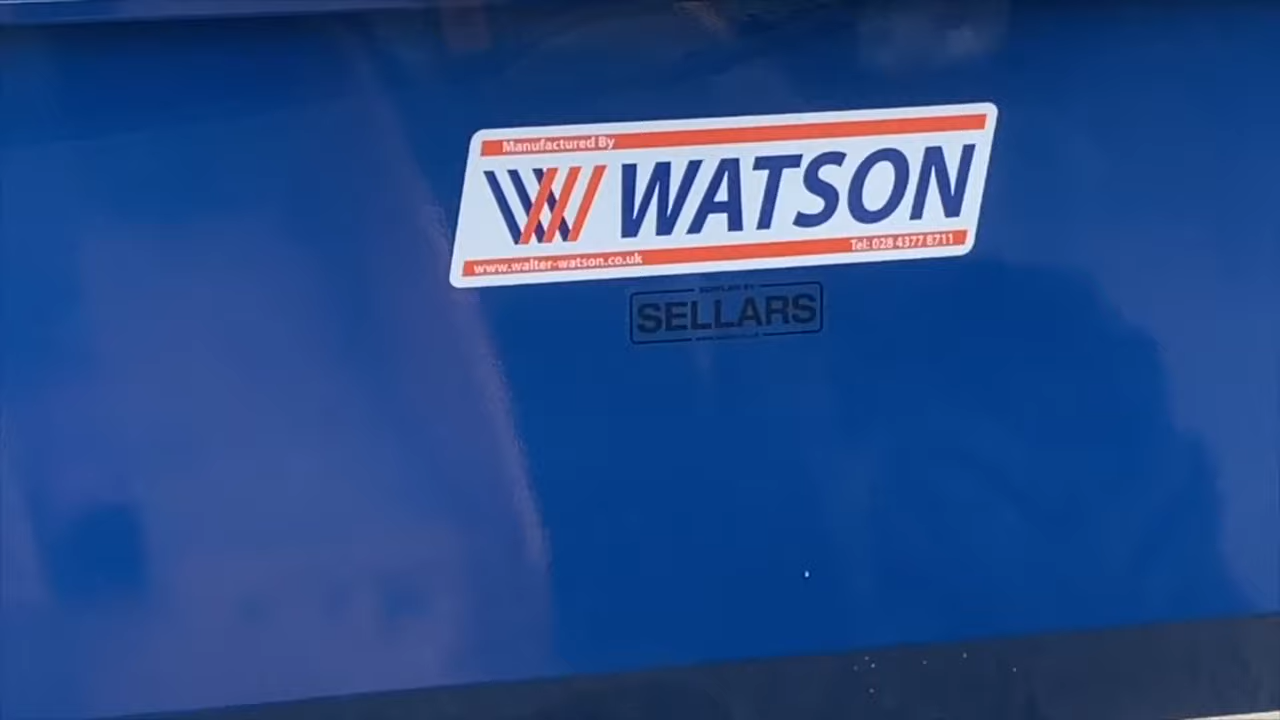 Manufactured By
WATSON
www.walter-watson.co.uk
Tel: 028 4377 8711
SELLARS